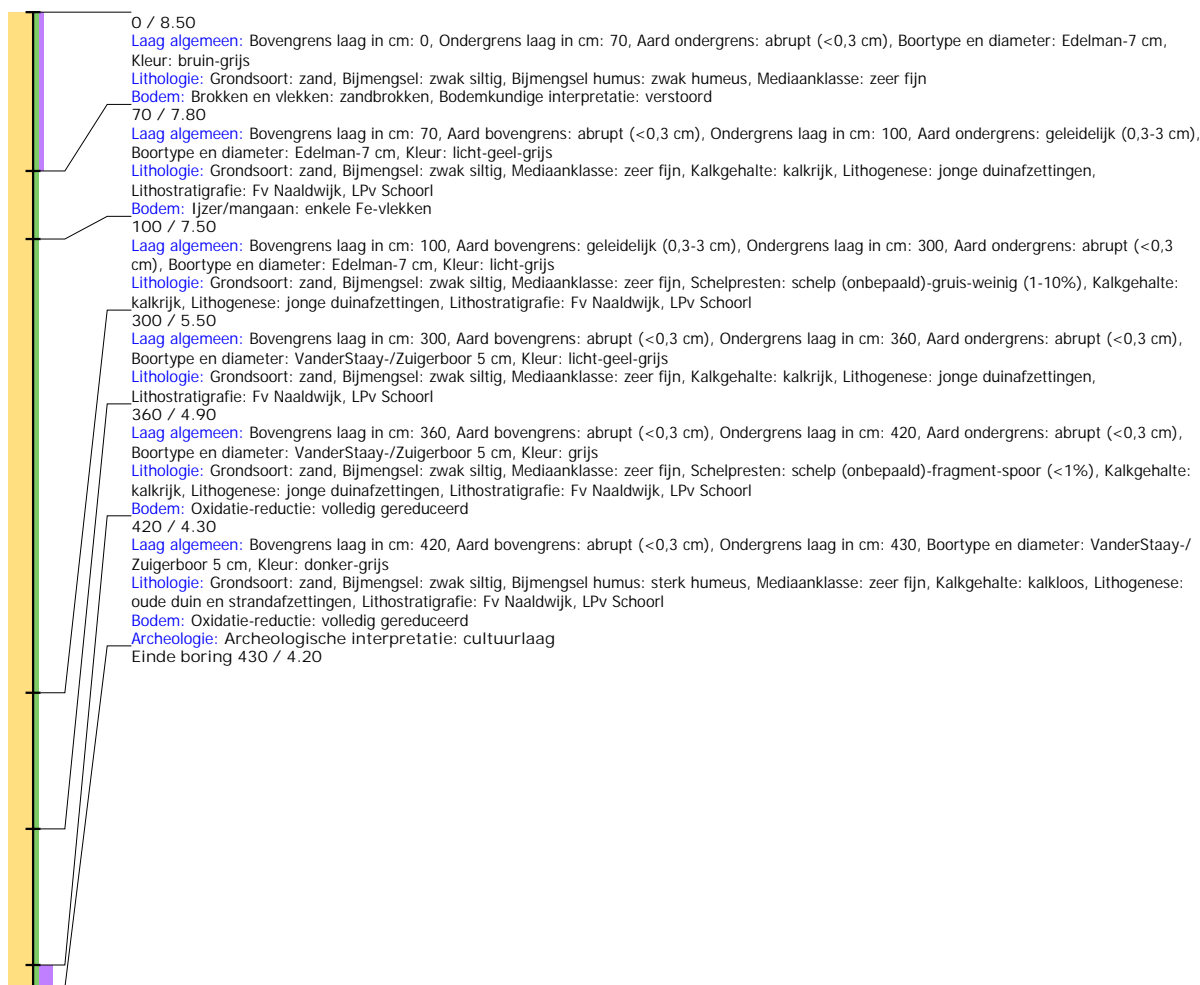 0 / 8.50
Laag algemeen: Bovengrens laag in cm: 0, Ondergrens laag in cm: 70, Aard ondergrens: abrupt (<0,3 cm), Boortype en diameter: Edelman-7 cm,
Kleur: bruin-grijs
Lithologie: Grondsoort: zand, Bijmengsel: zwak siltig, Bijmengsel humus: zwak humeus, Mediaanklasse: zeer fijn
Bodem: Brokken en vlekken: zandbrokken, Bodemkundige interpretatie: verstoord
70 / 7.80
Laag algemeen: Bovengrens laag in cm: 70, Aard bovengrens: abrupt (<0,3 cm), Ondergrens laag in cm: 100, Aard ondergrens: geleidelijk (0,3-3 cm),
Boortype en diameter: Edelman-7 cm, Kleur: licht-geel-grijs
Lithologie: Grondsoort: zand, Bijmengsel: zwak siltig, Mediaanklasse: zeer fijn, Kalkgehalte: kalkrijk, Lithogenese: jonge duinafzettingen,
Lithostratigrafie: Fv Naaldwijk, LPv Schoorl
Bodem: Ijzer/mangaan: enkele Fe-vlekken
100 / 7.50
Laag algemeen: Bovengrens laag in cm: 100, Aard bovengrens: geleidelijk (0,3-3 cm), Ondergrens laag in cm: 300, Aard ondergrens: abrupt (<0,3
cm), Boortype en diameter: Edelman-7 cm, Kleur: licht-grijs
Lithologie: Grondsoort: zand, Bijmengsel: zwak siltig, Mediaanklasse: zeer fijn, Schelpresten: schelp (onbepaald)-gruis-weinig (1-10%), Kalkgehalte:
kalkrijk, Lithogenese: jonge duinafzettingen, Lithostratigrafie: Fv Naaldwijk, LPv Schoorl
300 / 5.50
Laag algemeen: Bovengrens laag in cm: 300, Aard bovengrens: abrupt (<0,3 cm), Ondergrens laag in cm: 360, Aard ondergrens: abrupt (<0,3 cm),
Boortype en diameter: VanderStaay-/Zuigerboor 5 cm, Kleur: licht-geel-grijs
Lithologie: Grondsoort: zand, Bijmengsel: zwak siltig, Mediaanklasse: zeer fijn, Kalkgehalte: kalkrijk, Lithogenese: jonge duinafzettingen,
Lithostratigrafie: Fv Naaldwijk, LPv Schoorl
360 / 4.90
Laag algemeen: Bovengrens laag in cm: 360, Aard bovengrens: abrupt (<0,3 cm), Ondergrens laag in cm: 420, Aard ondergrens: abrupt (<0,3 cm),
Boortype en diameter: VanderStaay-/Zuigerboor 5 cm, Kleur: grijs
Lithologie: Grondsoort: zand, Bijmengsel: zwak siltig, Mediaanklasse: zeer fijn, Schelpresten: schelp (onbepaald)-fragment-spoor (<1%), Kalkgehalte:
kalkrijk, Lithogenese: jonge duinafzettingen, Lithostratigrafie: Fv Naaldwijk, LPv Schoorl
Bodem: Oxidatie-reductie: volledig gereduceerd
420 / 4.30
Laag algemeen: Bovengrens laag in cm: 420, Aard bovengrens: abrupt (<0,3 cm), Ondergrens laag in cm: 430, Boortype en diameter: VanderStaay-/
Zuigerboor 5 cm, Kleur: donker-grijs
Lithologie: Grondsoort: zand, Bijmengsel: zwak siltig, Bijmengsel humus: sterk humeus, Mediaanklasse: zeer fijn, Kalkgehalte: kalkloos, Lithogenese:
oude duin en strandafzettingen, Lithostratigrafie: Fv Naaldwijk, LPv Schoorl
Bodem: Oxidatie-reductie: volledig gereduceerd
Archeologie: Archeologische interpretatie: cultuurlaag
Einde boring 430 / 4.20